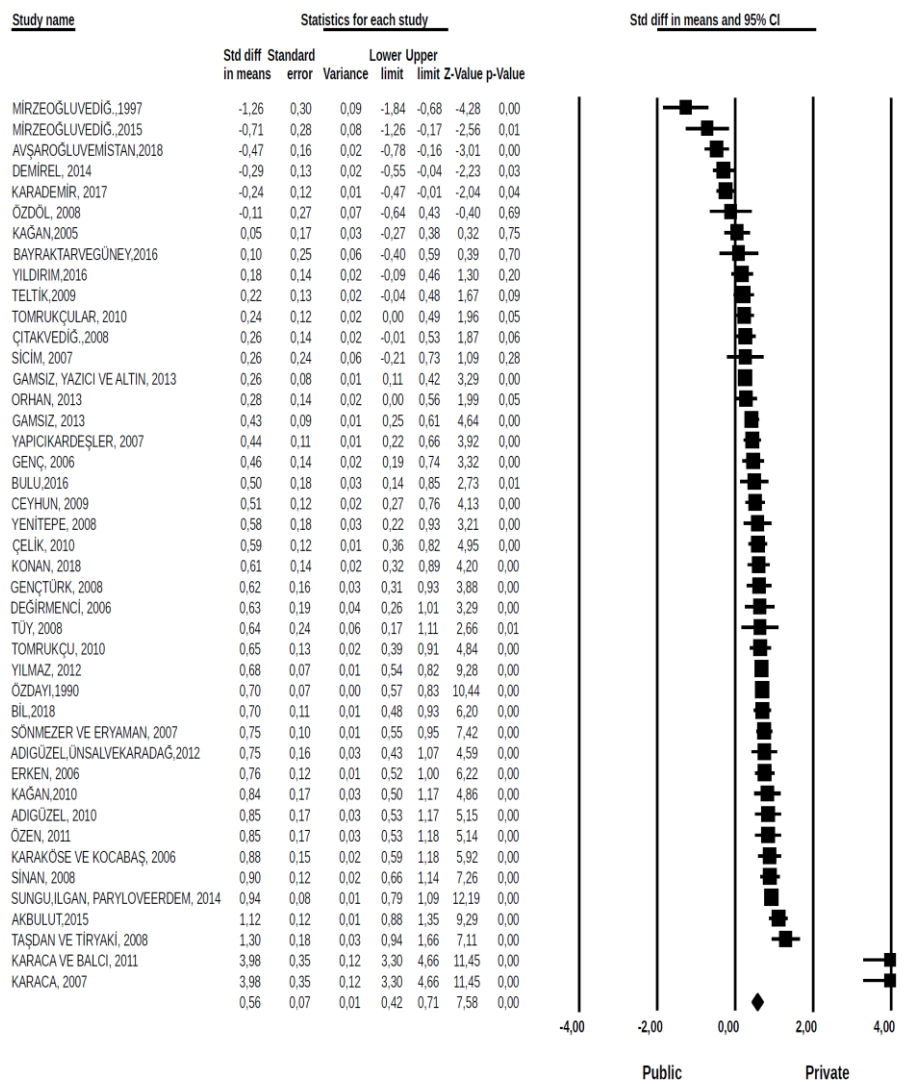 Study name Statistics for each study Std diff in means and 95% CI
Std diff Standard Lower Upper
in means error Variance limit limit Z-Value p-Value
MİRZEOĞLUVEDİĞ.,1997 -1,26 0,30 0,09 -1,84 -0,68 -4,28 0,00
MİRZEOĞLUVEDİĞ.,2015 -0,71 0,28 0,08 -1,26 -0,17 -2,56 0,01
AVŞAROĞLUVEMİSTAN,2018 -0,47 0,16 0,02 -0,78 -0,16 -3,01 0,00
DEMİREL, 2014 -0,29 0,13 0,02 -0,55 -0,04 -2,23 0,03
KARADEMİR, 2017 -0,24 0,12 0,01 -0,47 -0,01 -2,04 0,04
ÖZDÖL, 2008 -0,11 0,27 0,07 -0,64 0,43 -0,40 0,69
KAĞAN,2005 0,05 0,17 0,03 -0,27 0,38 0,32 0,75
BAYRAKTARVEGÜNEY,2016 0,10 0,25 0,06 -0,40 0,59 0,39 0,70
YILDIRIM,2016 0,18 0,14 0,02 -0,09 0,46 1,30 0,20
TELTİK,2009 0,22 0,13 0,02 -0,04 0,48 1,67 0,09
TOMRUKÇULAR, 2010 0,24 0,12 0,02 0,00 0,49 1,96 0,05
ÇITAKVEDİĞ.,2008 0,26 0,14 0,02 -0,01 0,53 1,87 0,06
SİCİM, 2007 0,26 0,24 0,06 -0,21 0,73 1,09 0,28
GAMSIZ, YAZICI VE ALTIN, 2013 0,26 0,08 0,01 0,11 0,42 3,29 0,00
ORHAN, 2013 0,28 0,14 0,02 0,00 0,56 1,99 0,05
GAMSIZ, 2013 0,43 0,09 0,01 0,25 0,61 4,64 0,00
YAPICIKARDEŞLER, 2007 0,44 0,11 0,01 0,22 0,66 3,92 0,00
GENÇ, 2006 0,46 0,14 0,02 0,19 0,74 3,32 0,00
BULU,2016 0,50 0,18 0,03 0,14 0,85 2,73 0,01
CEYHUN, 2009 0,51 0,12 0,02 0,27 0,76 4,13 0,00
YENİTEPE, 2008 0,58 0,18 0,03 0,22 0,93 3,21 0,00
ÇELİK, 2010 0,59 0,12 0,01 0,36 0,82 4,95 0,00
KONAN, 2018 0,61 0,14 0,02 0,32 0,89 4,20 0,00
GENÇTÜRK, 2008 0,62 0,16 0,03 0,31 0,93 3,88 0,00
DEĞİRMENCİ, 2006 0,63 0,19 0,04 0,26 1,01 3,29 0,00
TÜY, 2008 0,64 0,24 0,06 0,17 1,11 2,66 0,01
TOMRUKÇU, 2010 0,65 0,13 0,02 0,39 0,91 4,84 0,00
YILMAZ, 2012 0,68 0,07 0,01 0,54 0,82 9,28 0,00
ÖZDAYI,1990 0,70 0,07 0,00 0,57 0,83 10,44 0,00
BİL,2018 0,70 0,11 0,01 0,48 0,93 6,20 0,00
SÖNMEZER VE ERYAMAN, 2007 0,75 0,10 0,01 0,55 0,95 7,42 0,00
ADIGÜZEL,ÜNSALVEKARADAĞ,2012 0,75 0,16 0,03 0,43 1,07 4,59 0,00
ERKEN, 2006 0,76 0,12 0,01 0,52 1,00 6,22 0,00
KAĞAN,2010 0,84 0,17 0,03 0,50 1,17 4,86 0,00
ADIGÜZEL, 2010 0,85 0,17 0,03 0,53 1,17 5,15 0,00
ÖZEN, 2011 0,85 0,17 0,03 0,53 1,18 5,14 0,00
KARAKÖSE VE KOCABAŞ, 2006 0,88 0,15 0,02 0,59 1,18 5,92 0,00
SİNAN, 2008 0,90 0,12 0,02 0,66 1,14 7,26 0,00
SUNGU,ILGAN, PARYLOVEERDEM, 2014 0,94 0,08 0,01 0,79 1,09 12,19 0,00
AKBULUT,2015 1,12 0,12 0,01 0,88 1,35 9,29 0,00
TAŞDAN VE TİRYAKİ, 2008 1,30 0,18 0,03 0,94 1,66 7,11 0,00
KARACA VE BALCI, 2011 3,98 0,35 0,12 3,30 4,66 11,45 0,00
KARACA, 2007 3,98 0,35 0,12 3,30 4,66 11,45 0,00
0,56 0,07 0,01 0,42 0,71 7,58 0,00
-4,00 -2,00 0,00 2,00 4,00
Public Private